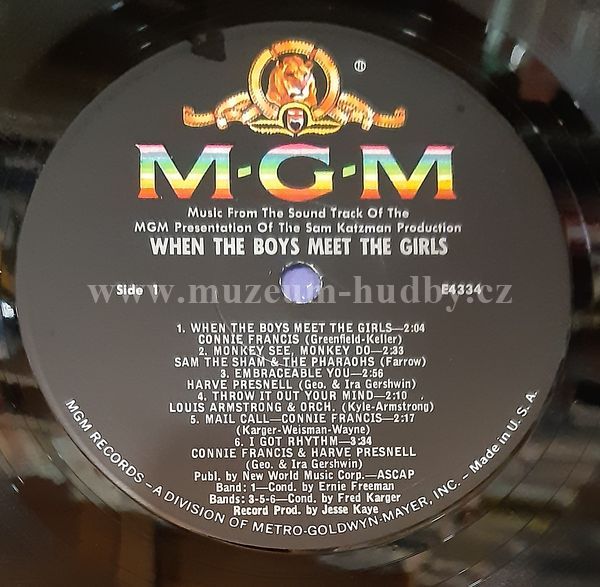 M-G-M
Music From The Sound Track Of The
MGM Presentation Of The Sam Katzman Production
WHEN THE BOYS MEET THE GIRLS
Side 1
E4334
www.muzeum-hudby.cz
1. WHEN THE BOYS MEET THE GIRLS—2:04
CONNIE FRANCIS (Greenfield-Keller)
2. MONKEY SEE, MONKEY DO—2:33
SAM THE SHAM & THE PHARAOHS (Farrow)
3. EMBRACEABLE YOU—2:56
HARVE PRESNELL (Geo. & Ira Gershwin)
4. THROW IT OUT YOUR MIND—2:10
LOUIS ARMSTRONG & ORCH. (Kyle-Armstrong)
5. MAIL CALL—CONNIE FRANCIS—2:17
(Karger-Weisman-Wayne)
6. I GOT RHYTHM—3:34
CONNIE FRANCIS & HARVE PRESNELL
(Geo. & Ira Gershwin)
Publ. by New World Music Corp.—ASCAP
Band: 1—Cond. by Ernie Freeman
Bands: 3-5-6—Cond. by Fred Karger
Record Prod. by Jesse Kaye
MGM RECORDS — A DIVISION OF METRO-GOLDWYN-MAYER, INC. — Made in U. S. A.